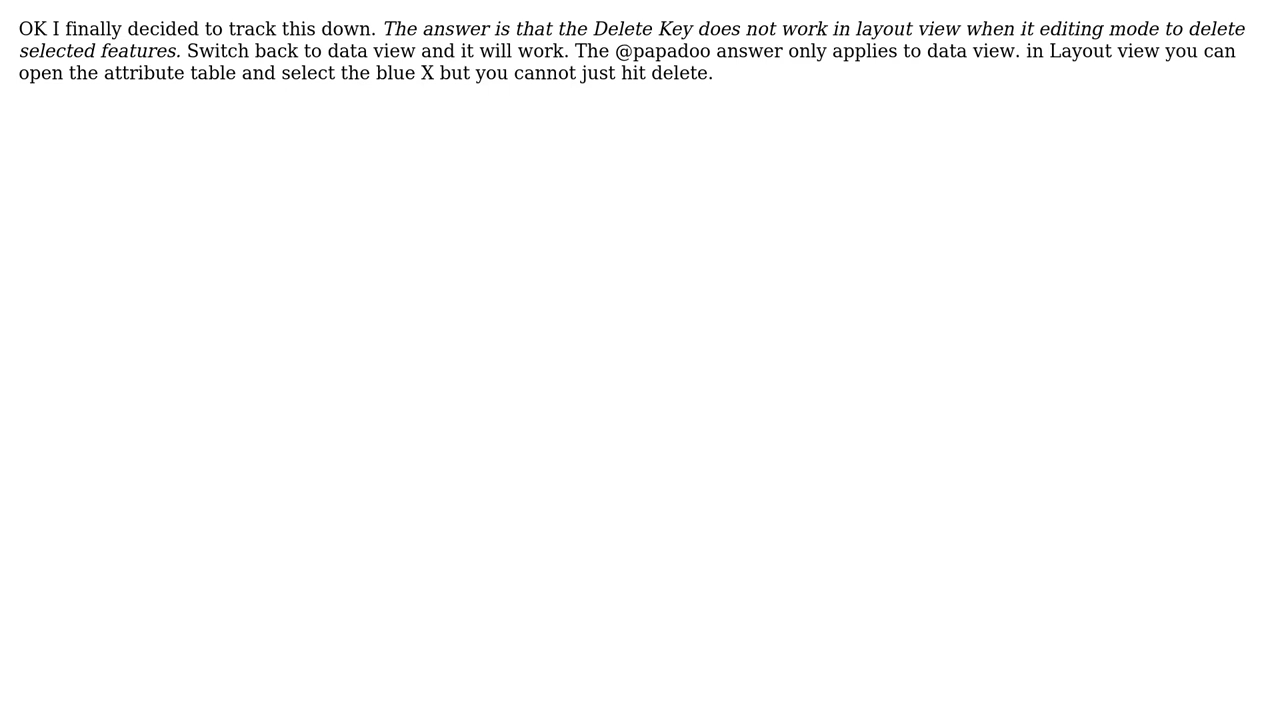 OK I finally decided to track this down. The answer is that the Delete Key does not work in layout view when it editing mode to delete
selected features. Switch back to data view and it will work. The @papadoo answer only applies to data view. in Layout view you can
open the attribute table and select the blue X but you cannot just hit delete.